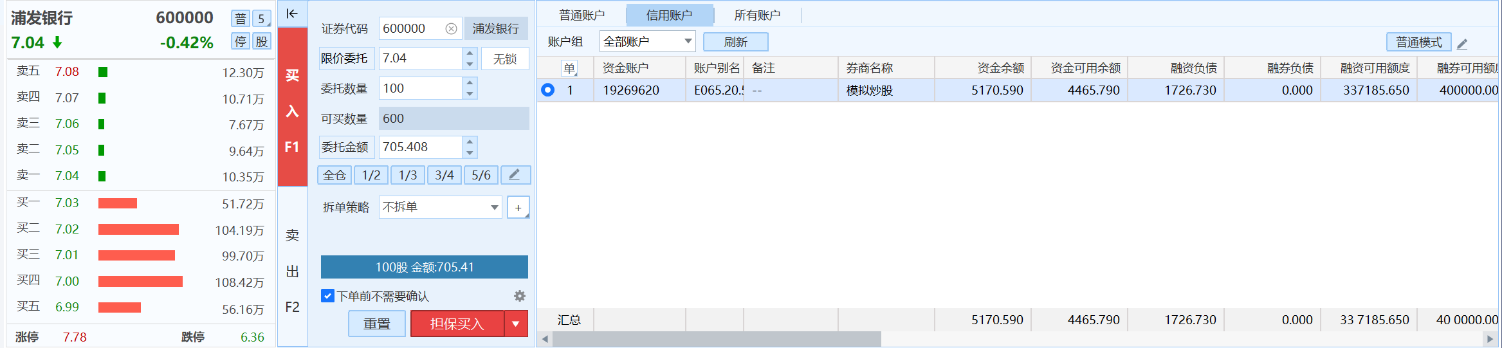 浦发银行 600000 普 5
7.04 -0.42% 停 股
卖五 7.08 12.30万
卖四 7.07 10.71万
卖三 7.06 7.67万
卖二 7.05 9.64万
卖一 7.04 10.35万
买一 7.03 51.72万
买二 7.02 104.19万
买三 7.01 99.70万
买四 7.00 108.42万
买五 6.99 56.16万
涨停 7.78 跌停 6.36
买
入
F1
卖
出
F2
证券代码 600000 浦发银行
限价委托 7.04 无锁
委托数量 100
可买数量 600
委托金额 705.408
全仓 1/2 1/3 3/4 5/6
拆单策略 不拆单 +
100股 金额:705.41
下单前不需要确认
重置 担保买入
普通账户 信用账户 所有账户
账户组 全部账户 刷新 普通模式
单 资金账户 账户别名 备注 券商名称 资金余额 资金可用余额 融资负债 融券负债 融资可用额度 融券可用额度
1 19269620 E065.20.5 -- 模拟炒股 5170.590 4465.790 1726.730 0.000 337185.650 400000.00
汇总 5170.590 4465.790 1726.730 0.000 33 7185.650 40 0000.00